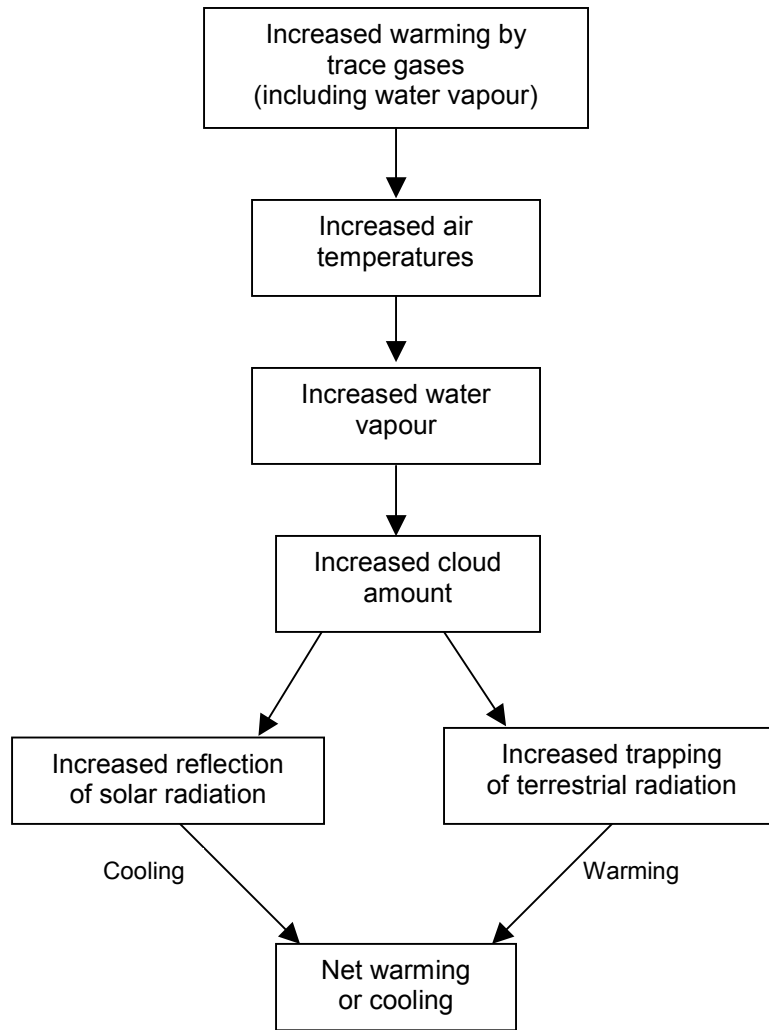 Increased warming by
trace gases
(including water vapour)
Increased air
temperatures
Increased water
vapour
Increased cloud
amount
Increased reflection
of solar radiation
Increased trapping
of terrestrial radiation
Cooling
Warming
Net warming
or cooling